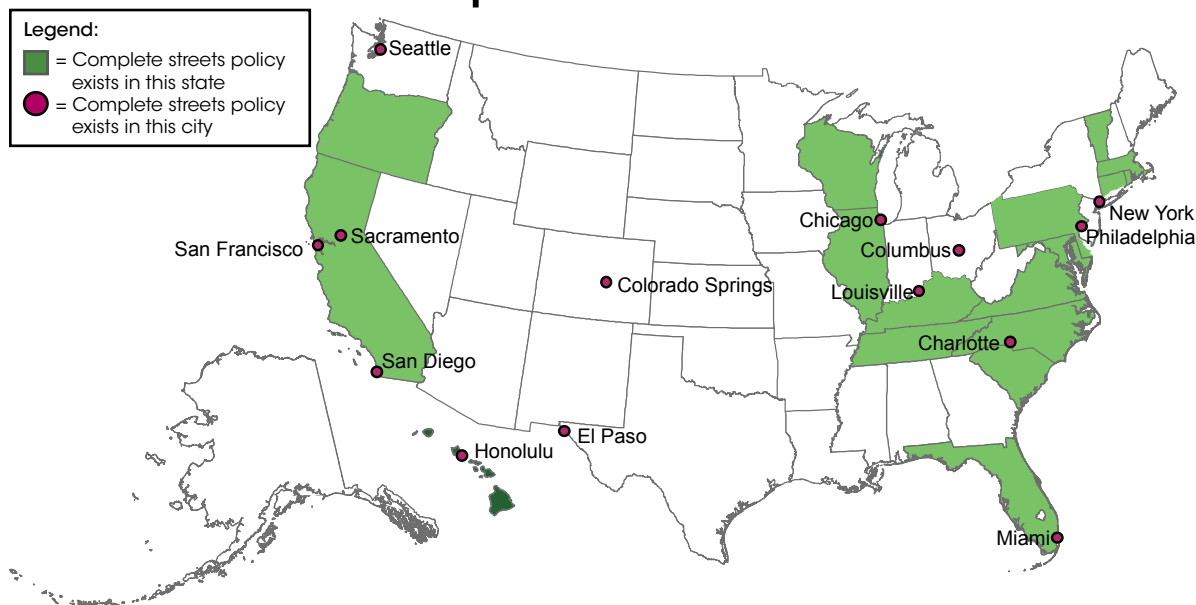 Legend:
= Complete streets policy
exists in this state
= Complete streets policy
exists in this city
Seattle
San Francisco
Sacramento
San Diego
Colorado Springs
Chicago
Columbus
Louisville
New York
Philadelphia
Charlotte
El Paso
Honolulu
Miami